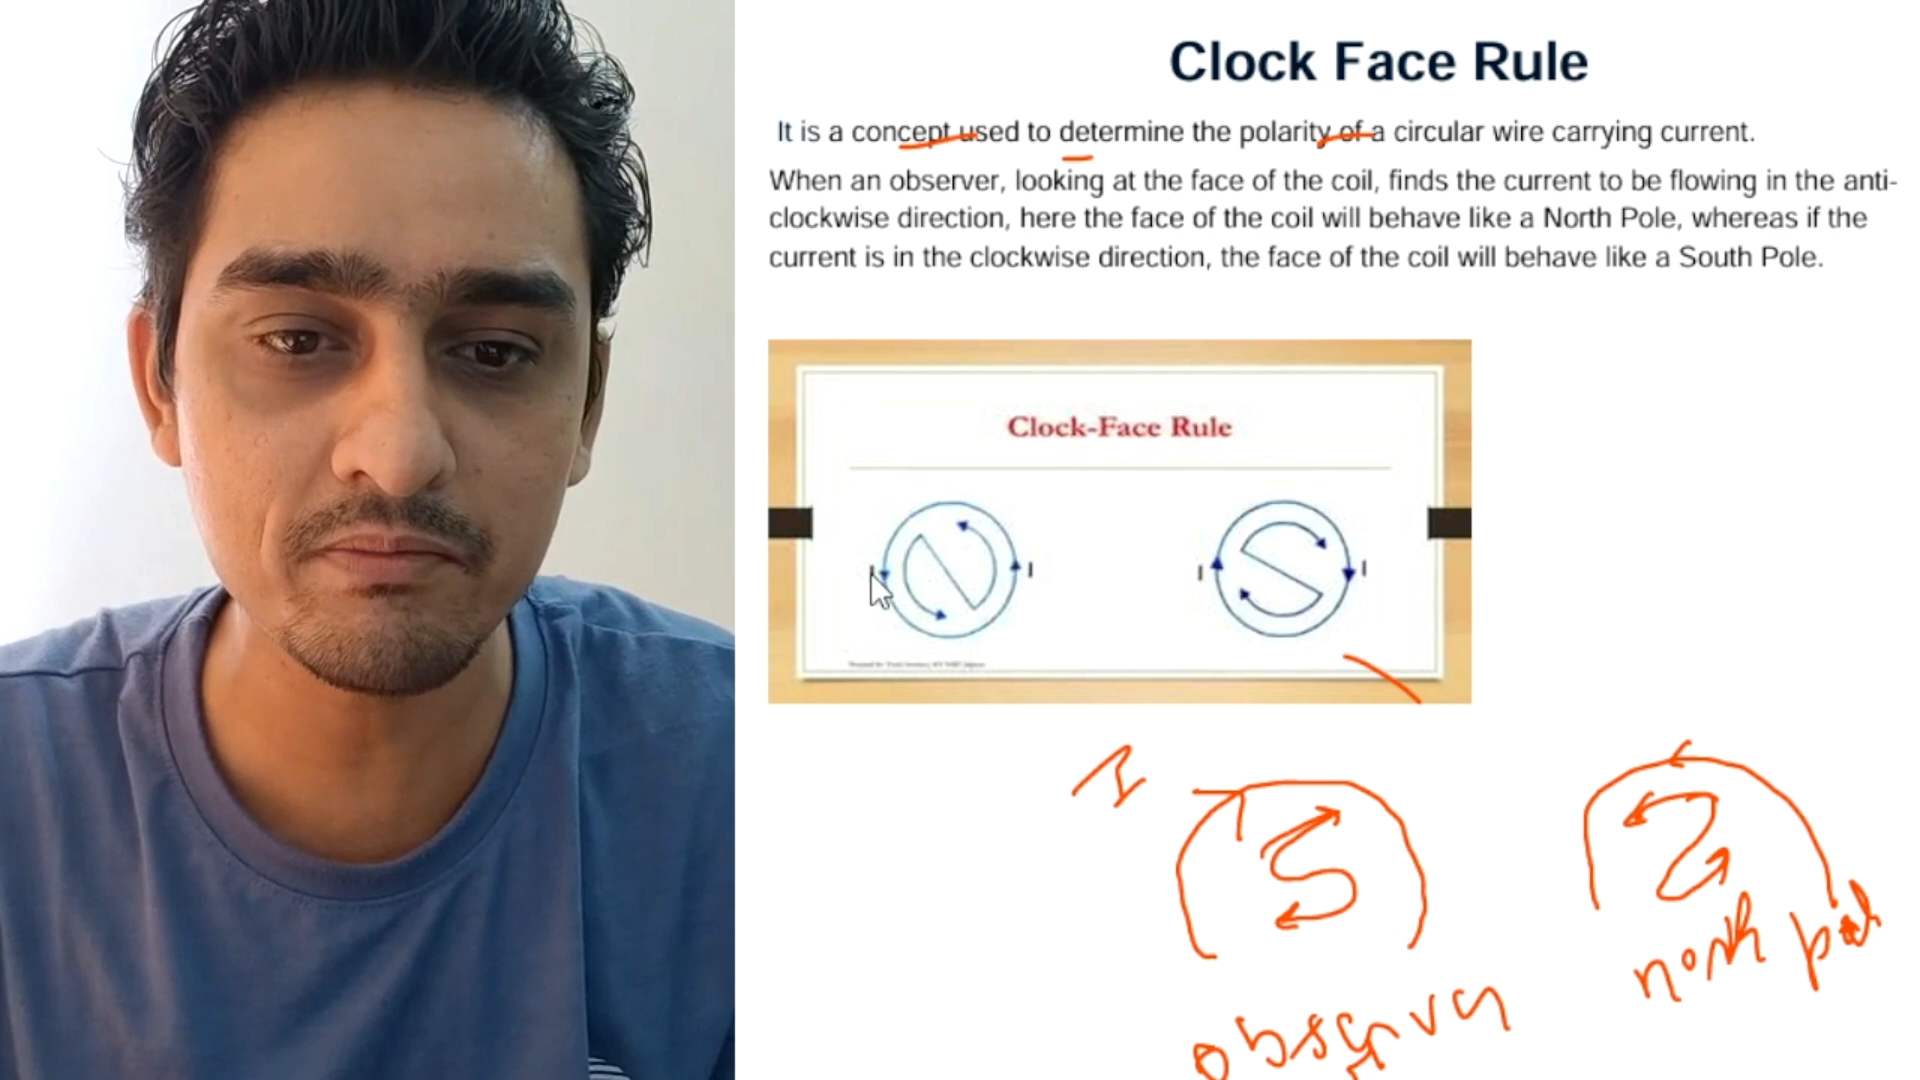 Clock Face Rule
It is a concept used to determine the polarity of a circular wire carrying current.
When an observer, looking at the face of the coil, finds the current to be flowing in the anti-
clockwise direction, here the face of the coil will behave like a North Pole, whereas if the
current is in the clockwise direction, the face of the coil will behave like a South Pole.
Clock-Face Rule
I I
I I
I
S
north
observer